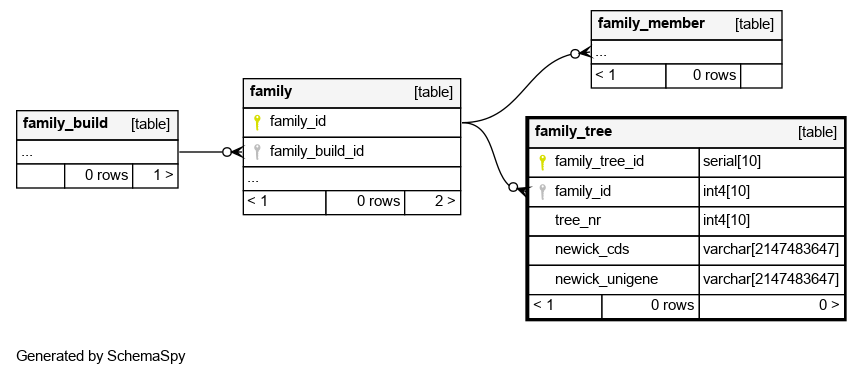 family_member [table]
...
< 1 0 rows
family [table]
family_id
family_build_id
...
< 1 0 rows 2 >
family_build [table]
...
0 rows 1 >
family_tree [table]
family_tree_id serial[10]
family_id int4[10]
tree_nr int4[10]
newick_cds varchar[2147483647]
newick_unigene varchar[2147483647]
< 1 0 rows 0 >
Generated by SchemaSpy